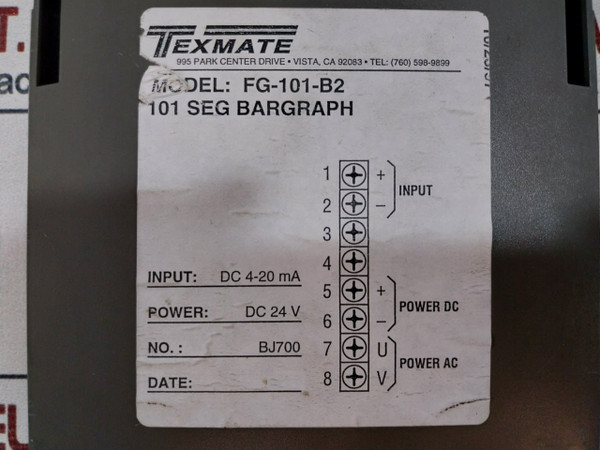 TEXMATE
995 PARK CENTER DRIVE • VISTA, CA 92083 • TEL: (760) 598-9899
MODEL: FG-101-B2
101 SEG BARGRAPH
1 +
2 –
INPUT
3
4
INPUT: DC 4-20 mA
5 +
6 –
POWER DC
POWER: DC 24 V
7 U
8 V
POWER AC
NO. : BJ700
DATE: